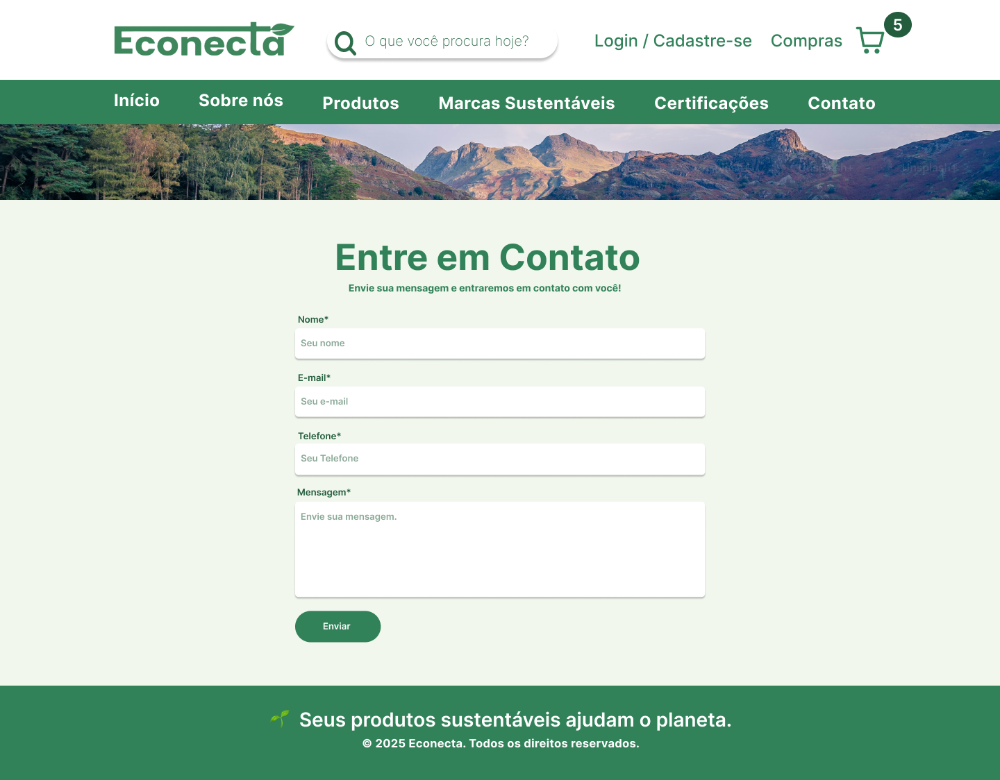 Econecta
O que você procura hoje?
Login / Cadastre-se
Compras
5
Início
Sobre nós
Produtos
Marcas Sustentáveis
Certificações
Contato
Unsplash+
Unsplash+
Entre em Contato
Envie sua mensagem e entraremos em contato com você!
Nome*
Seu nome
E-mail*
Seu e-mail
Telefone*
Seu Telefone
Mensagem*
Envie sua mensagem.
Enviar
Seus produtos sustentáveis ajudam o planeta.
© 2025 Econecta. Todos os direitos reservados.